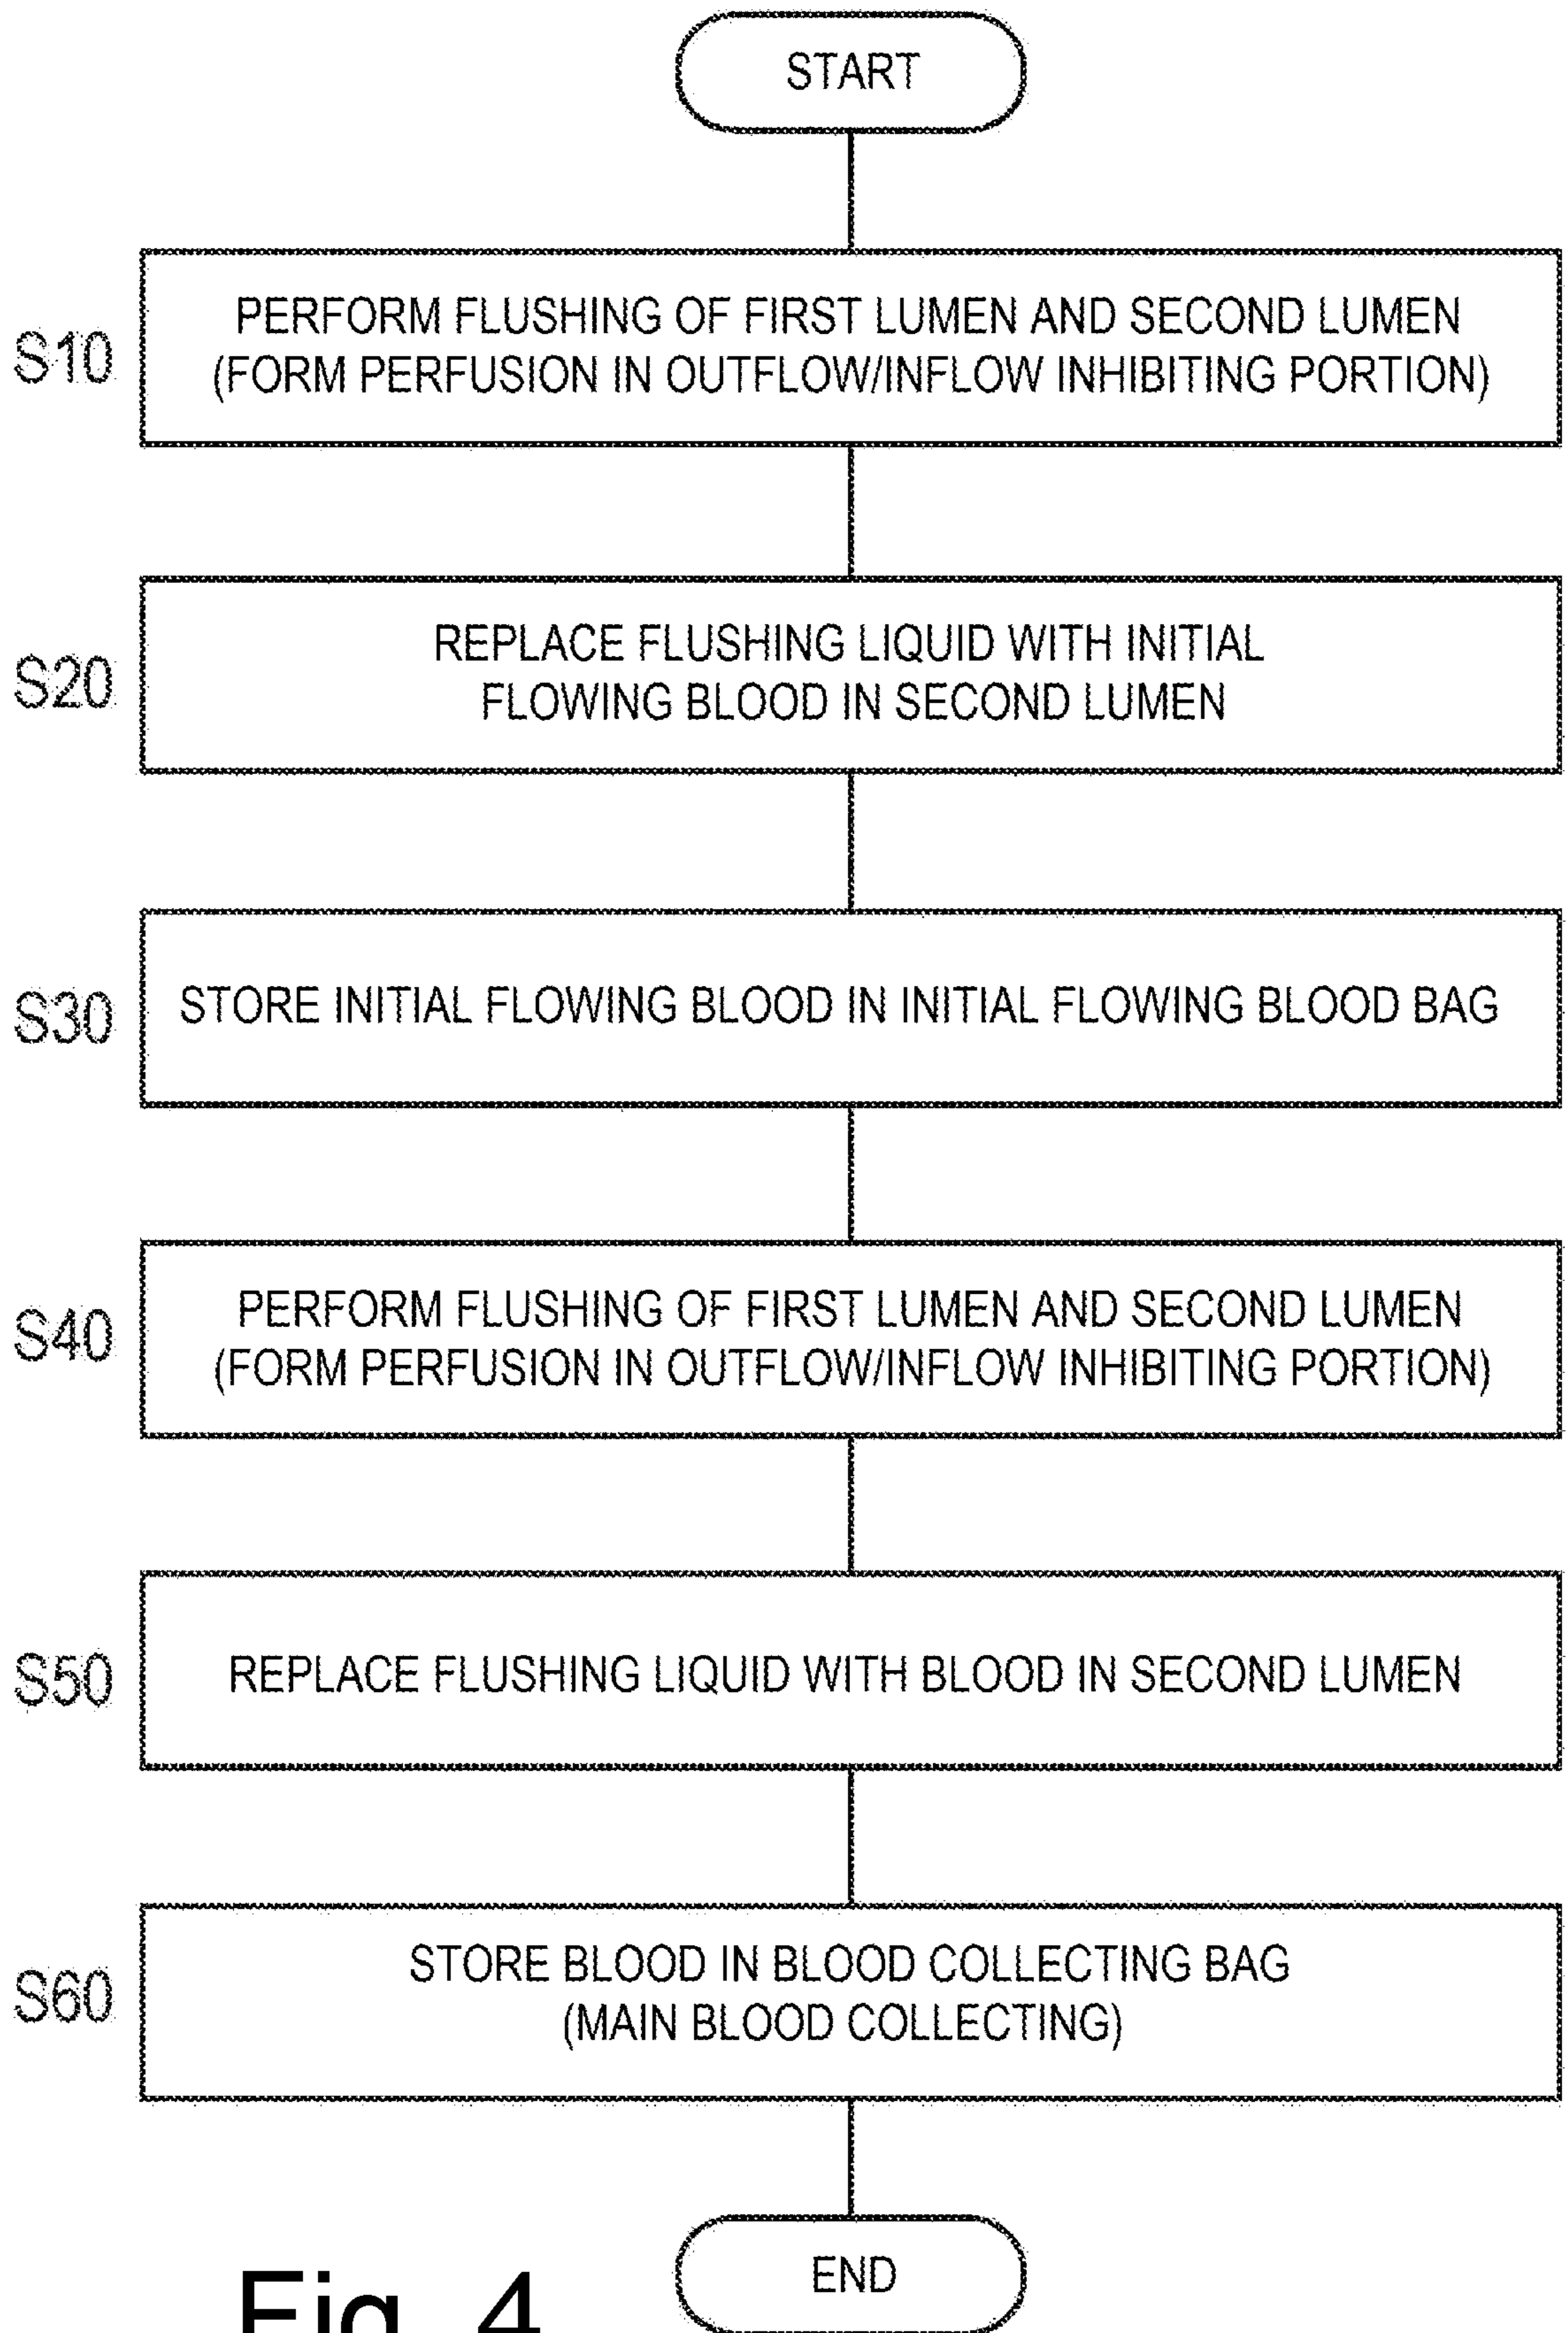 START
S10
PERFORM FLUSHING OF FIRST LUMEN AND SECOND LUMEN
(FORM PERFUSION IN OUTFLOW/INFLOW INHIBITING PORTION)
S20
REPLACE FLUSHING LIQUID WITH INITIAL
FLOWING BLOOD IN SECOND LUMEN
S30
STORE INITIAL FLOWING BLOOD IN INITIAL FLOWING BLOOD BAG
S40
PERFORM FLUSHING OF FIRST LUMEN AND SECOND LUMEN
(FORM PERFUSION IN OUTFLOW/INFLOW INHIBITING PORTION)
S50
REPLACE FLUSHING LIQUID WITH BLOOD IN SECOND LUMEN
S60
STORE BLOOD IN BLOOD COLLECTING BAG
(MAIN BLOOD COLLECTING)
END
Fig. 4